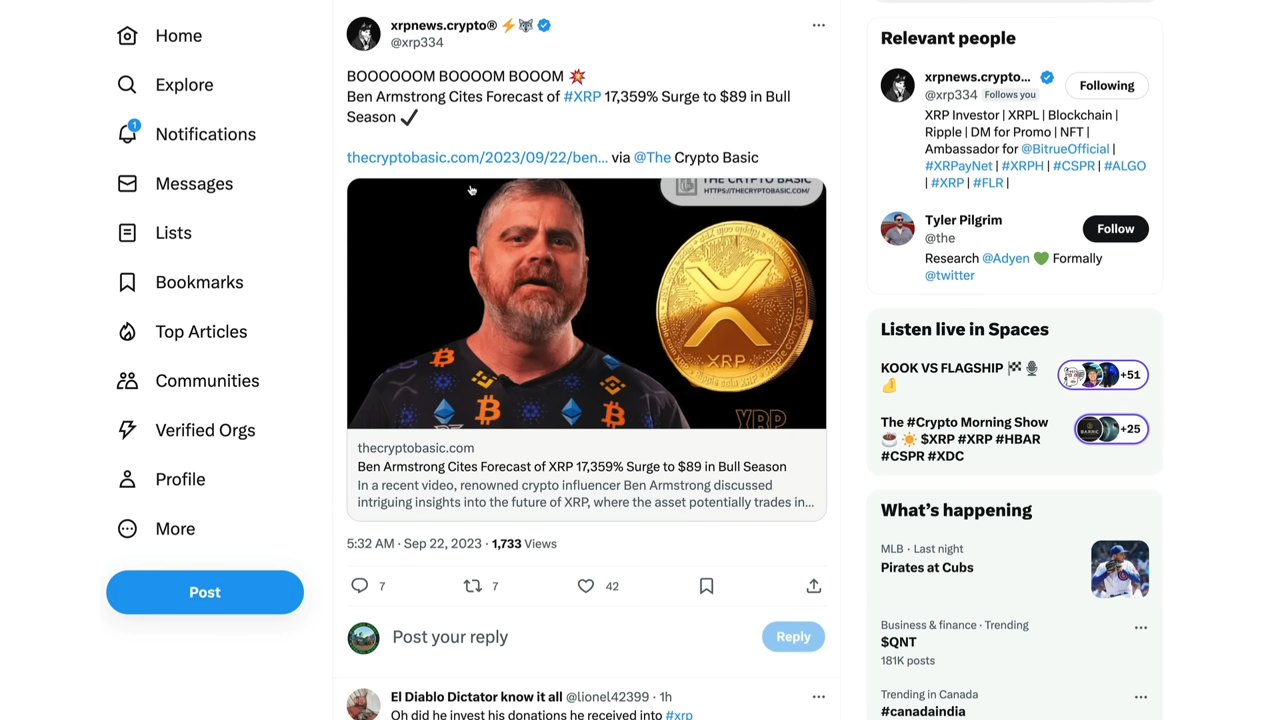 Home
Explore
1
Notifications
Messages
Lists
Bookmarks
Top Articles
Communities
Verified Orgs
Profile
More
Post
xrpnews.crypto®
@xrp334
BOOOOOOM BOOOOM BOOOM
Ben Armstrong Cites Forecast of #XRP 17,359% Surge to $89 in Bull
Season
thecryptobasic.com/2023/09/22/ben... via @The Crypto Basic
THE CRYPTO BASIC
HTTPS://THECRYPTOBASIC.COM/
XRP
XRP
thecryptobasic.com
Ben Armstrong Cites Forecast of XRP 17,359% Surge to $89 in Bull Season
In a recent video, renowned crypto influencer Ben Armstrong discussed
intriguing insights into the future of XRP, where the asset potentially trades in...
5:32 AM · Sep 22, 2023 · 1,733 Views
7
7
42
Post your reply
Reply
El Diablo Dictator know it all @lionel42399 · 1h
Oh did he invest his donations he received into #xrp
Relevant people
xrpnews.crypto...
@xrp334 Follows you
Following
XRP Investor | XRPL | Blockchain |
Ripple | DM for Promo | NFT |
Ambassador for @BitrueOfficial |
#XRPayNet | #XRPH | #CSPR | #ALGO
| #XRP | #FLR |
Tyler Pilgrim
@the
Follow
Research @Adyen 💚 Formally
@twitter
Listen live in Spaces
KOOK VS FLAGSHIP
+51
The #Crypto Morning Show
$XRP #XRP #HBAR
#CSPR #XDC
+25
What's happening
MLB · Last night
Pirates at Cubs
Business & finance · Trending
$QNT
181K posts
Trending in Canada
#canadaindia